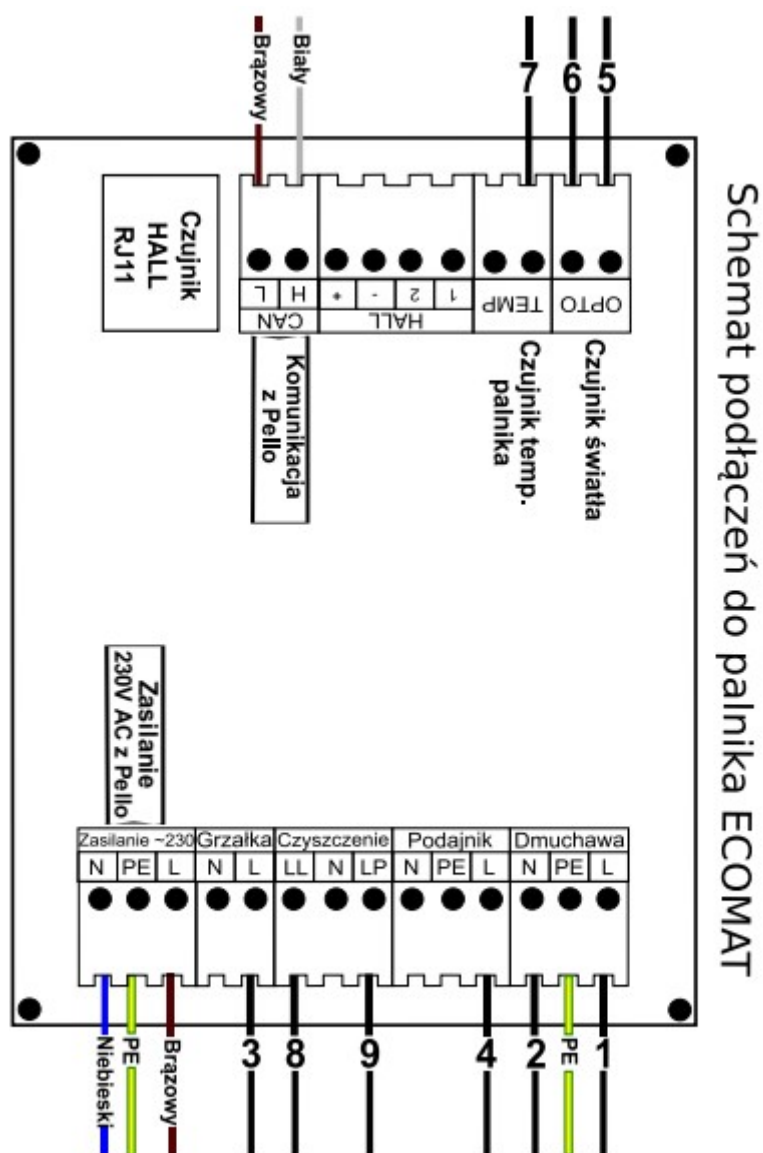 Schemat podłączeń do palnika ECOMAT
Brązowy
Biały
7
6
5
Czujnik
HALL
RJ11
L
H
+
-
2
1
CAN
HALL
TEMP
OPTO
Komunikacja
z Pello
Czujnik temp.
palnika
Czujnik światła
Zasilanie
230V AC z Pello
Zasilanie ~230
Grzałka
Czyszczenie
Podajnik
Dmuchawa
N PE L
N L
LL N LP
N PE L
N PE L
Niebieski
PE
Brązowy
3
8
9
4
2
PE
1